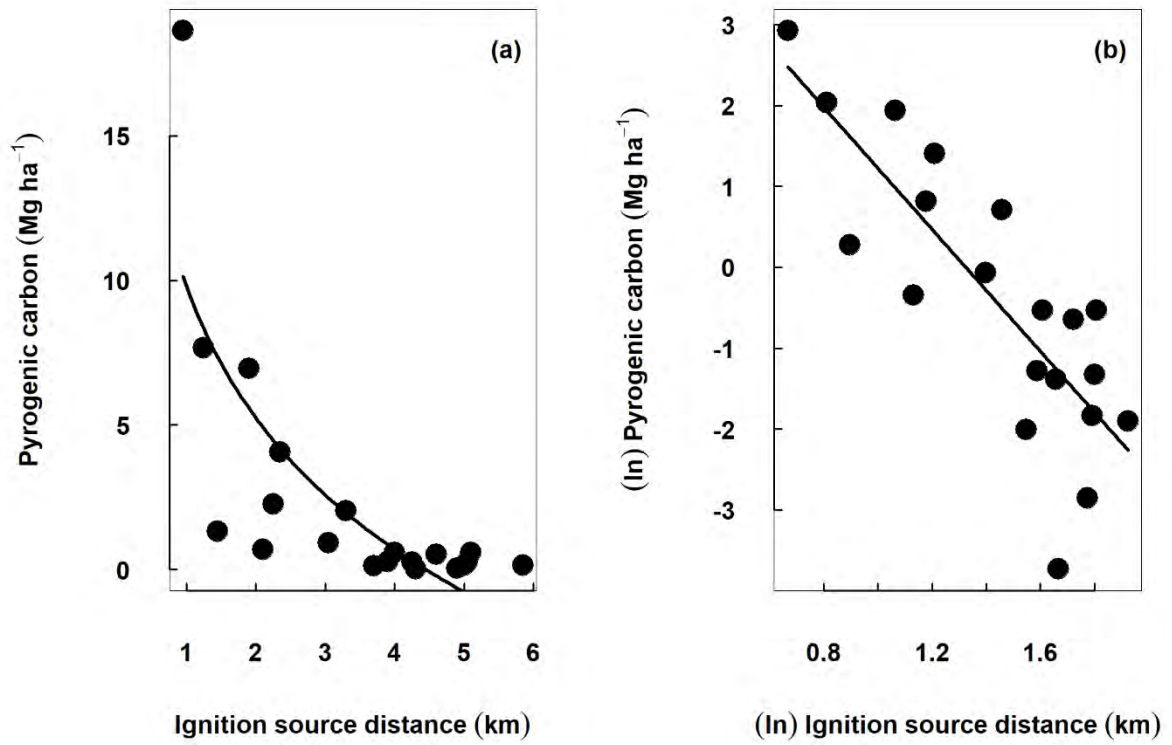 (a)
Pyrogenic carbon (Mg ha⁻¹)
15
10
5
0
1 2 3 4 5 6
Ignition source distance (km)
(b)
(ln) Pyrogenic carbon (Mg ha⁻¹)
3
2
1
0
-1
-2
-3
0.8 1.2 1.6
(ln) Ignition source distance (km)